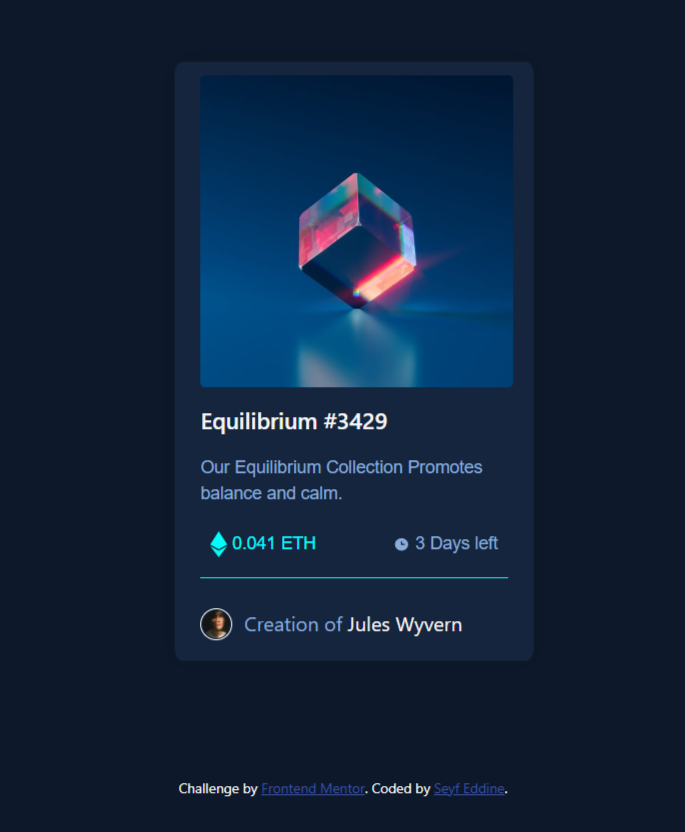 Equilibrium #3429
Our Equilibrium Collection Promotes
balance and calm.
0.041 ETH
3 Days left
Creation of Jules Wyvern
Challenge by Frontend Mentor. Coded by Seyf Eddine.